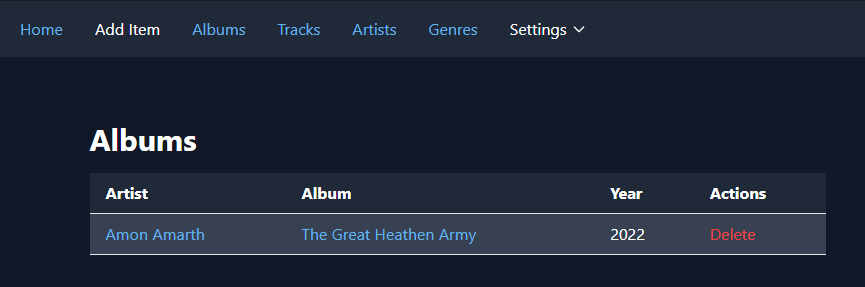 Home Add Item Albums Tracks Artists Genres Settings
Albums
Artist Album Year Actions
Amon Amarth The Great Heathen Army 2022 Delete